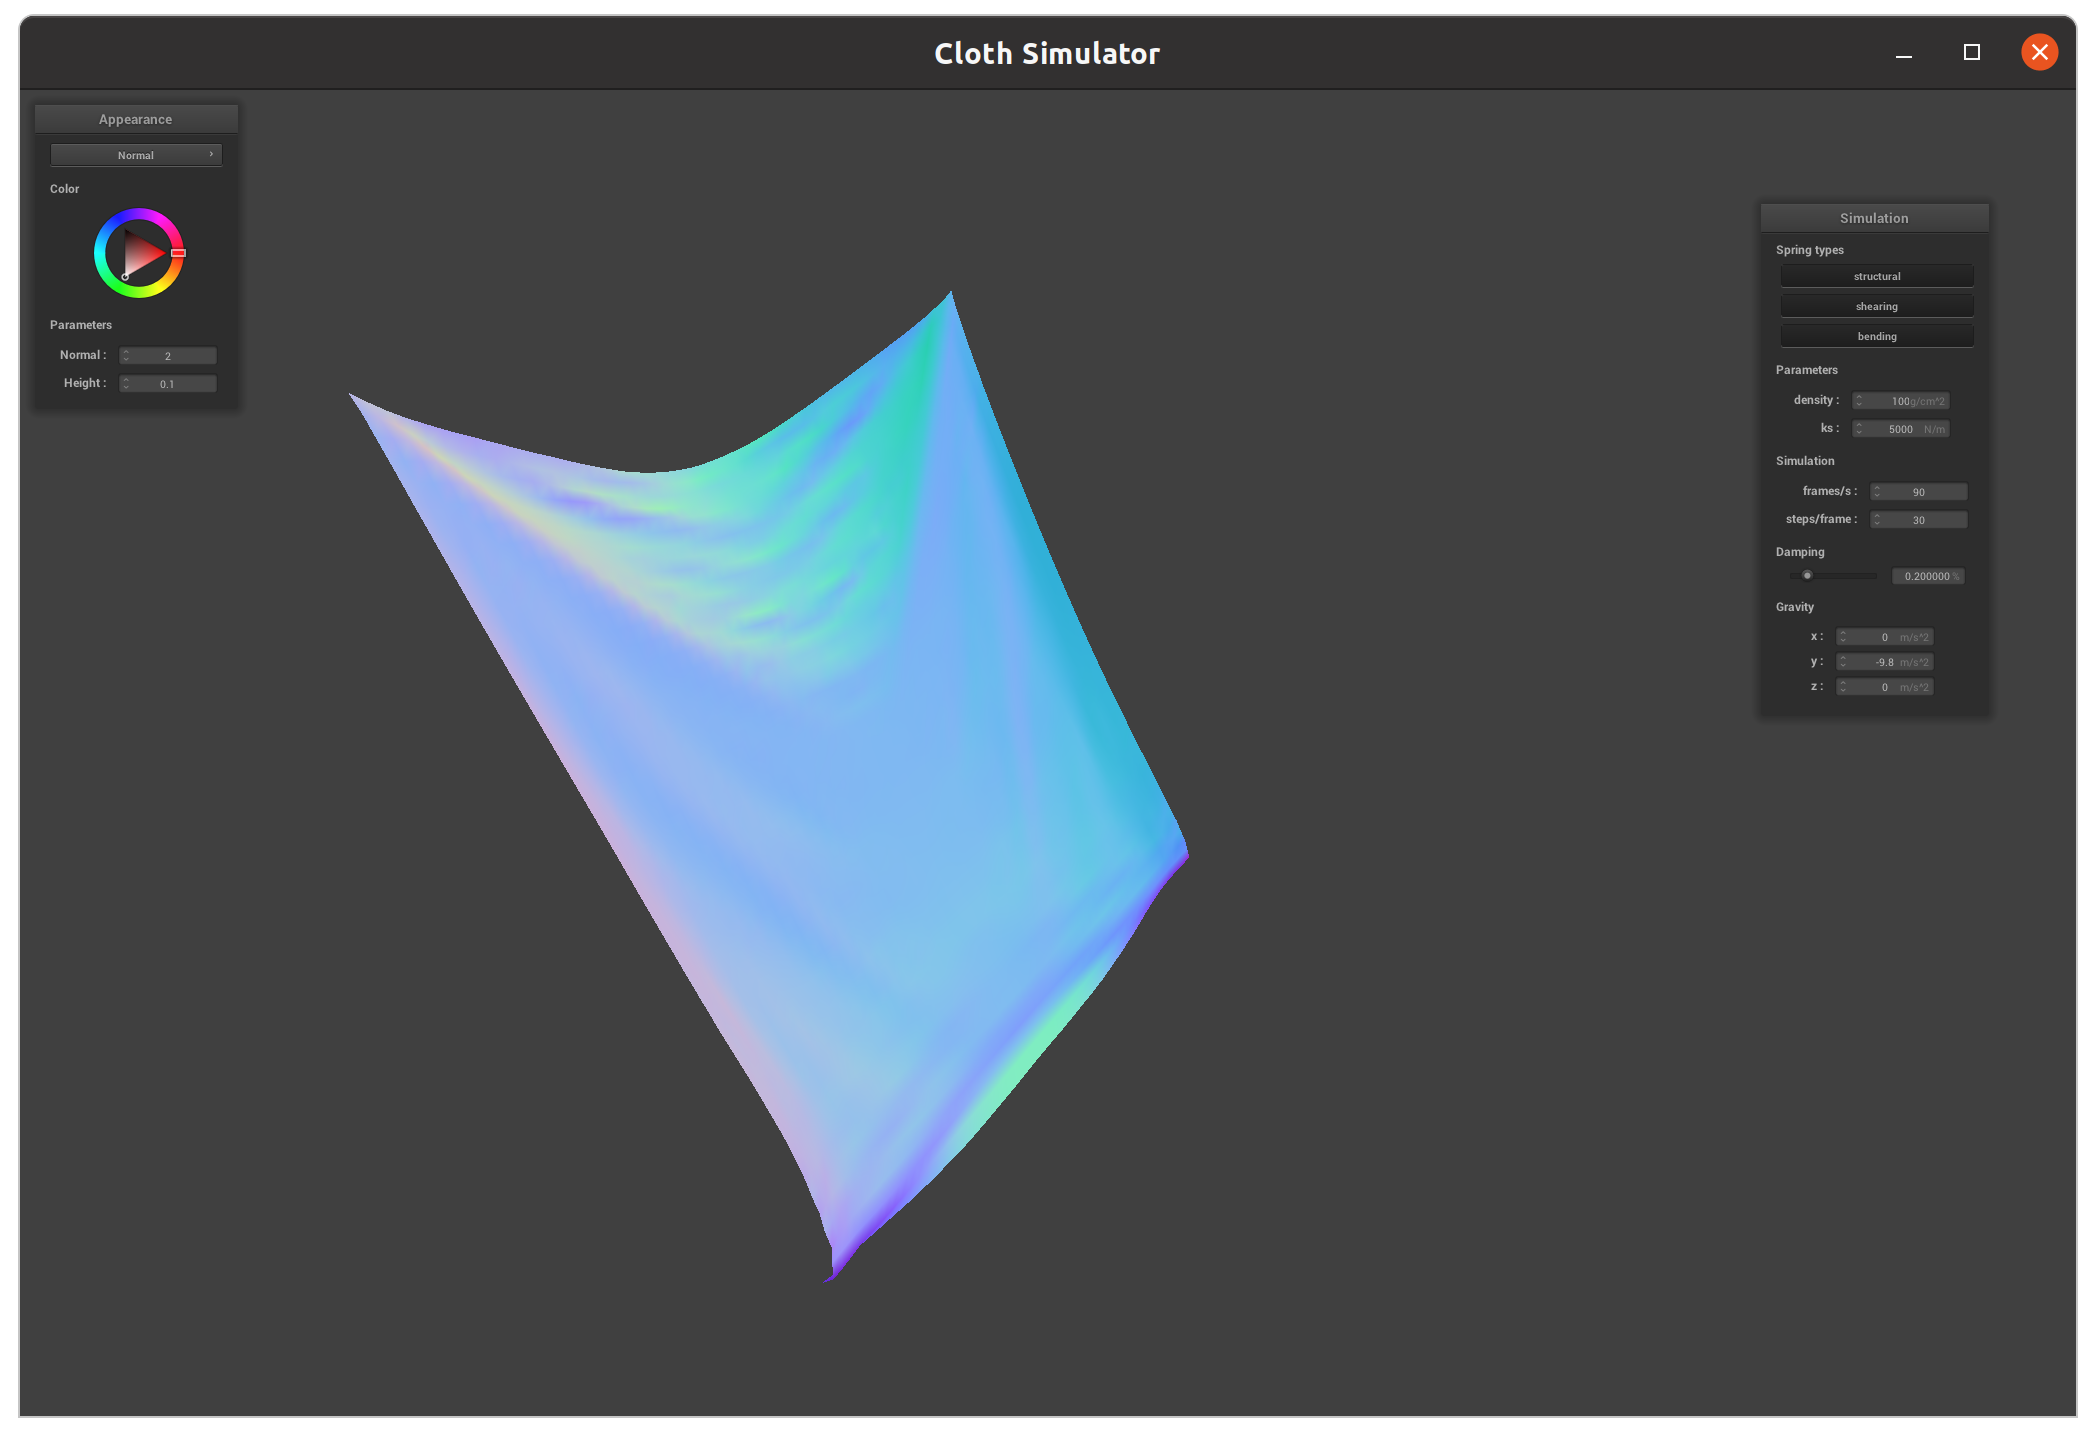 Cloth Simulator
Appearance
Normal
Color
Parameters
Normal : 2
Height : 0.1
Simulation
Spring types
structural
shearing
bending
Parameters
density : 100g/cm^2
ks : 5000 N/m
Simulation
frames/s : 90
steps/frame : 30
Damping
0.200000 %
Gravity
x : 0 m/s^2
y : -9.8 m/s^2
z : 0 m/s^2